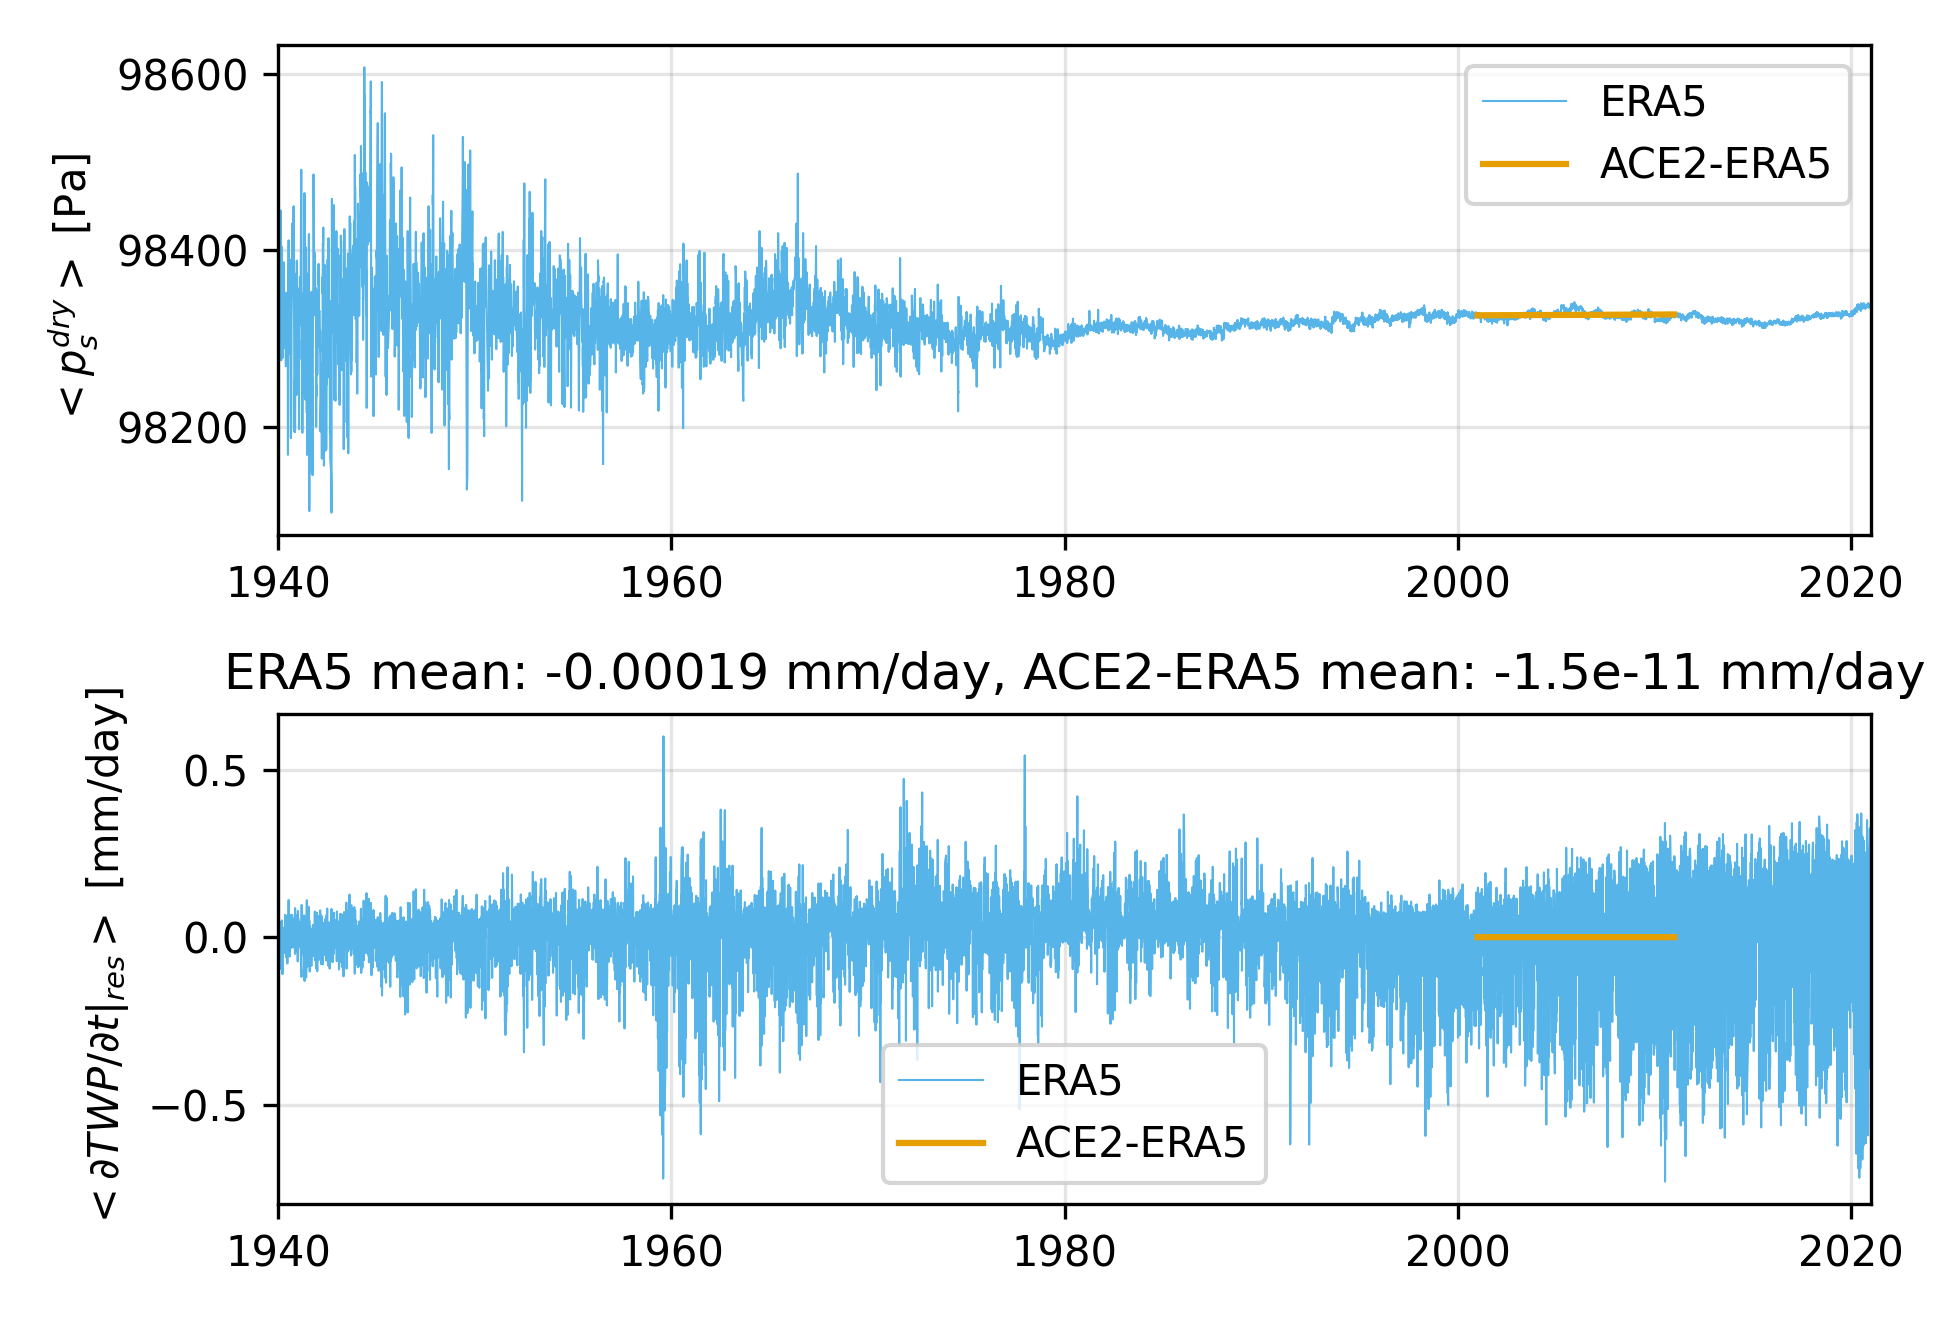 < p_s^{dry} > [Pa]
98600
98400
98200
ERA5
ACE2-ERA5
1940 1960 1980 2000 2020
ERA5 mean: -0.00019 mm/day, ACE2-ERA5 mean: -1.5e-11 mm/day
< ∂TWP/∂t|_{res} > [mm/day]
0.5
0.0
−0.5
ERA5
ACE2-ERA5
1940 1960 1980 2000 2020